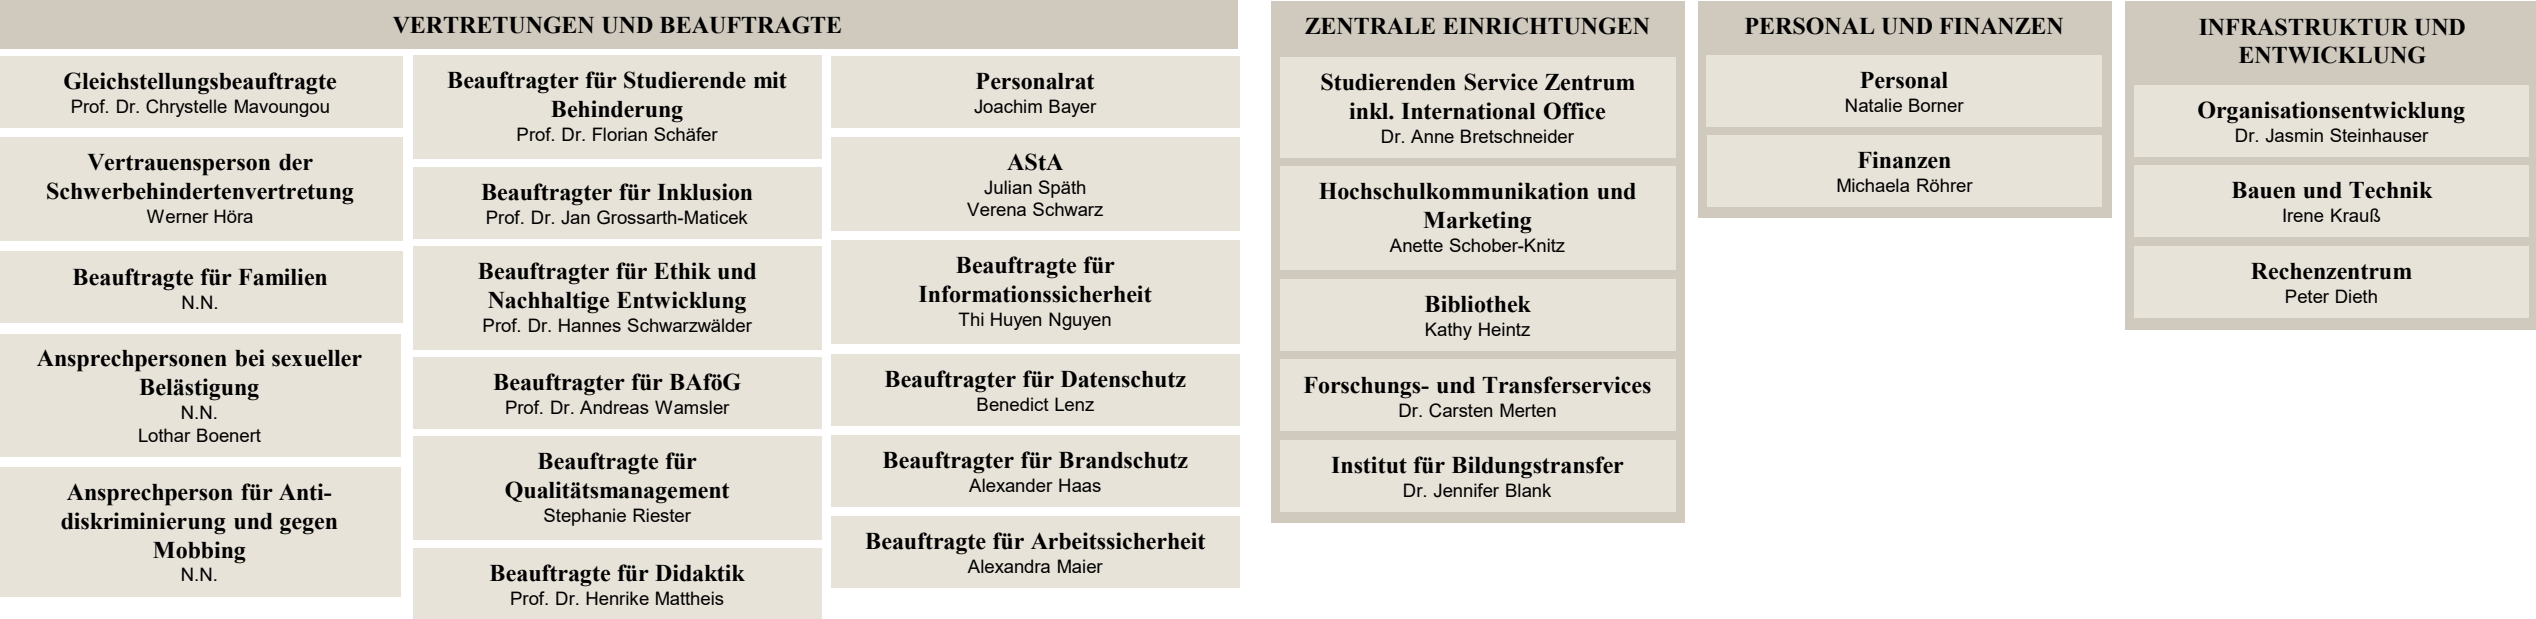 VERTRETUNGEN UND BEAUFTRAGTE
Gleichstellungsbeauftragte
Prof. Dr. Chrystelle Mavoungou
Vertrauensperson der
Schwerbehindertenvertretung
Werner Höra
Beauftragte für Familien
N.N.
Ansprechpersonen bei sexueller
Belästigung
N.N.
Lothar Boenert
Ansprechperson für Anti-
diskriminierung und gegen
Mobbing
N.N.
Beauftragter für Studierende mit
Behinderung
Prof. Dr. Florian Schäfer
Beauftragter für Inklusion
Prof. Dr. Jan Grossarth-Maticek
Beauftragter für Ethik und
Nachhaltige Entwicklung
Prof. Dr. Hannes Schwarzwälder
Beauftragter für BAföG
Prof. Dr. Andreas Wamsler
Beauftragte für
Qualitätsmanagement
Stephanie Riester
Beauftragte für Didaktik
Prof. Dr. Henrike Mattheis
Personalrat
Joachim Bayer
AStA
Julian Späth
Verena Schwarz
Beauftragte für
Informationssicherheit
Thi Huyen Nguyen
Beauftragter für Datenschutz
Benedict Lenz
Beauftragter für Brandschutz
Alexander Haas
Beauftragte für Arbeitssicherheit
Alexandra Maier
ZENTRALE EINRICHTUNGEN
Studierenden Service Zentrum
inkl. International Office
Dr. Anne Bretschneider
Hochschulkommunikation und
Marketing
Anette Schober-Knitz
Bibliothek
Kathy Heintz
Forschungs- und Transferservices
Dr. Carsten Merten
Institut für Bildungstransfer
Dr. Jennifer Blank
PERSONAL UND FINANZEN
Personal
Natalie Borner
Finanzen
Michaela Röhrer
INFRASTRUKTUR UND
ENTWICKLUNG
Organisationsentwicklung
Dr. Jasmin Steinhauser
Bauen und Technik
Irene Krauß
Rechenzentrum
Peter Dieth